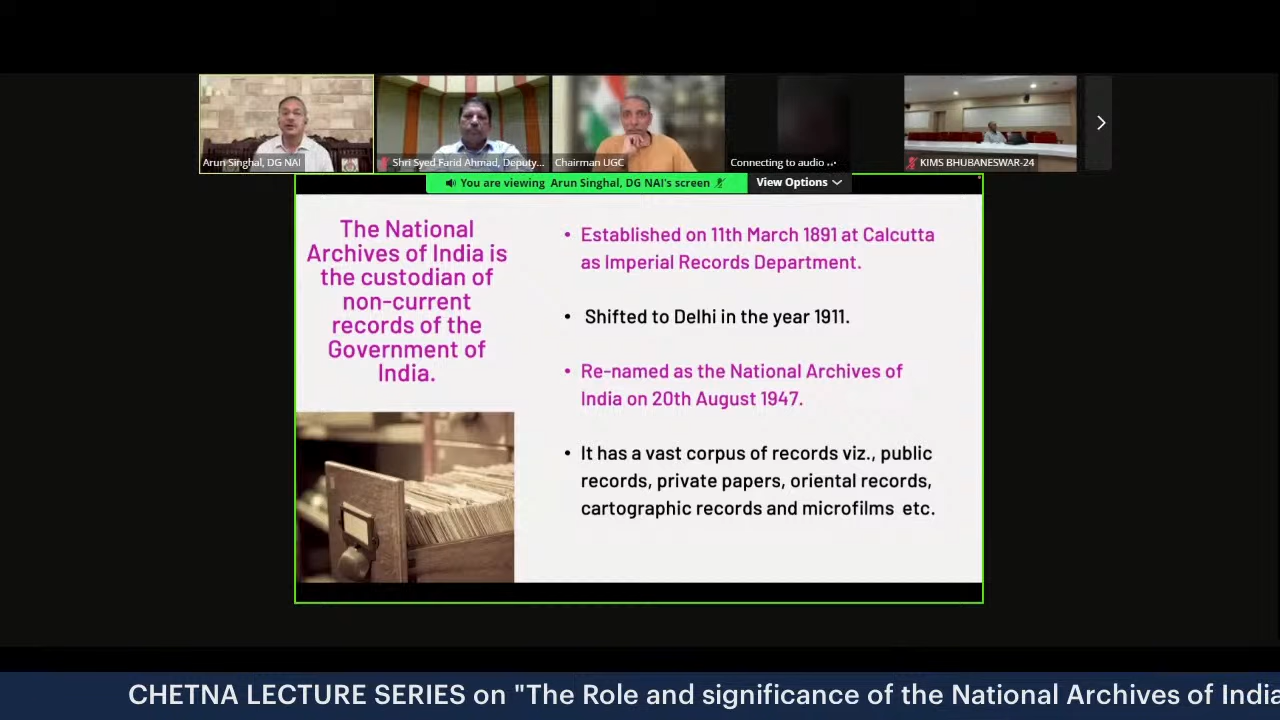 Arun Singhal, DG NAI
Shri Syed Farid Ahmad, Deputy...
Chairman UGC
Connecting to audio ...
KIMS BHUBANESWAR-24
You are viewing Arun Singhal, DG NAI's screen
View Options
The National
Archives of India is
the custodian of
non-current
records of the
Government of
India.
• Established on 11th March 1891 at Calcutta
as Imperial Records Department.
• Shifted to Delhi in the year 1911.
• Re-named as the National Archives of
India on 20th August 1947.
• It has a vast corpus of records viz., public
records, private papers, oriental records,
cartographic records and microfilms etc.
CHETNA LECTURE SERIES on "The Role and significance of the National Archives of India